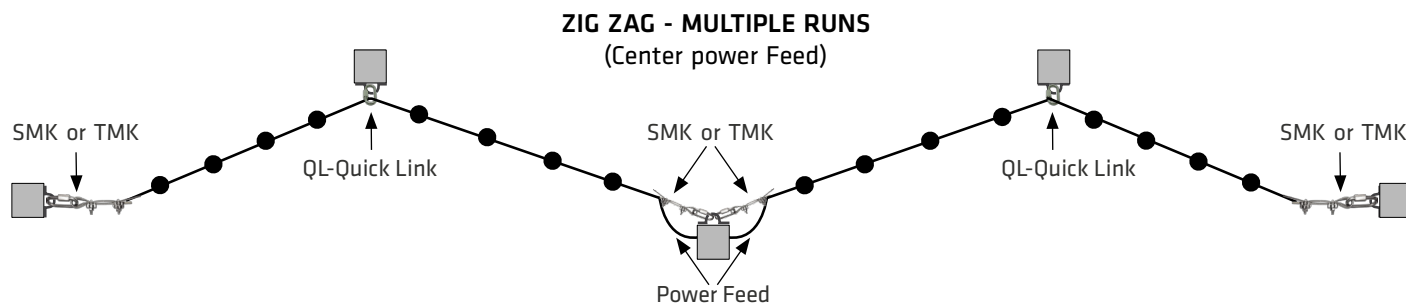 ZIG ZAG - MULTIPLE RUNS
(Center power Feed)
SMK or TMK
QL-Quick Link
SMK or TMK
QL-Quick Link
SMK or TMK
Power Feed